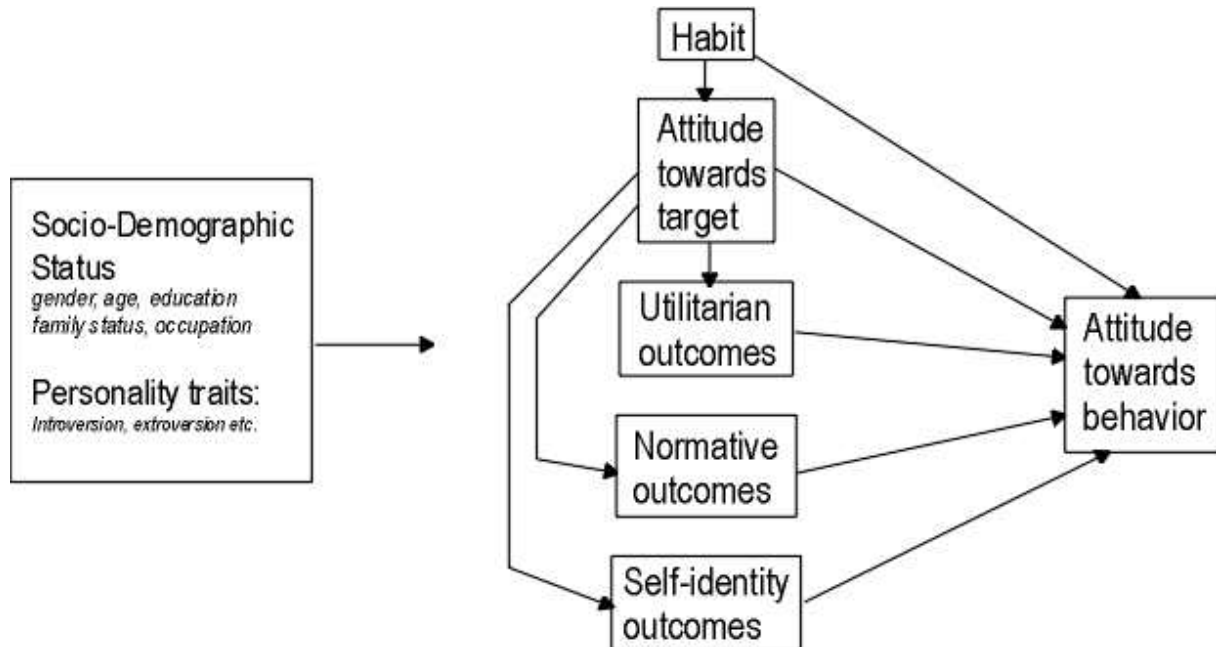 Habit
Attitude
towards
target
Socio-Demographic
Status
gender, age, education
family status, occupation
Personality traits:
Introversion, extroversion etc.
Utilitarian
outcomes
Attitude
towards
behavior
Normative
outcomes
Self-identity
outcomes